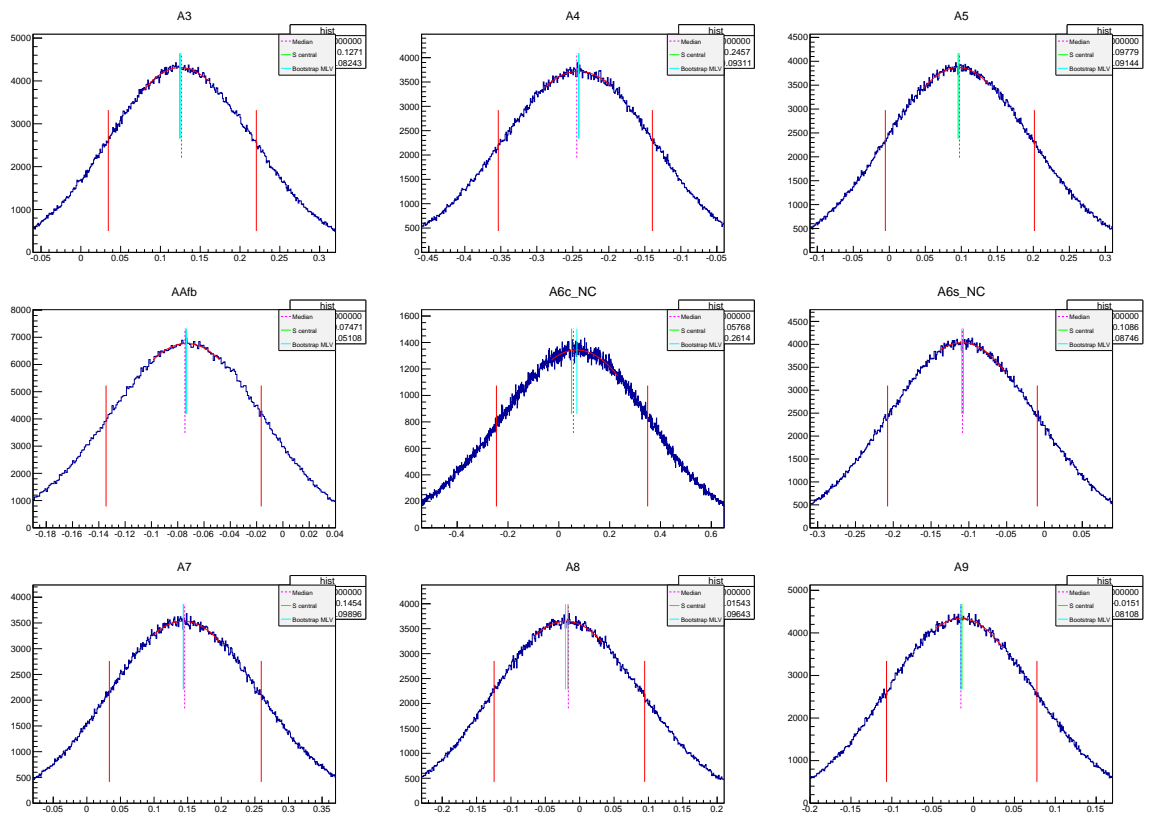 A3
hist
Median 000000
S central 0.1271
Bootstrap MLV .08243
5000
4000
3000
2000
1000
0
-0.05 0 0.05 0.1 0.15 0.2 0.25 0.3
A4
hist
Median 000000
S central 0.2457
Bootstrap MLV 0.09311
4000
3500
3000
2500
2000
1500
1000
500
0
-0.45 -0.4 -0.35 -0.3 -0.25 -0.2 -0.15 -0.1 -0.05
A5
hist
Median 000000
S central .09779
Bootstrap MLV .09144
4500
4000
3500
3000
2500
2000
1500
1000
500
0
-0.1 -0.05 0 0.05 0.1 0.15 0.2 0.25 0.3
AAfb
hist
Median 000000
S central 0.07471
Bootstrap MLV .05108
8000
7000
6000
5000
4000
3000
2000
1000
0
-0.18 -0.16 -0.14 -0.12 -0.1 -0.08 -0.06 -0.04 -0.02 0 0.02 0.04
A6c_NC
hist
Median 000000
S central .05768
Bootstrap MLV 0.2614
1600
1400
1200
1000
800
600
400
200
0
-0.4 -0.2 0 0.2 0.4 0.6
A6s_NC
hist
Median 000000
S central 0.1086
Bootstrap MLV .08746
4500
4000
3500
3000
2500
2000
1500
1000
500
0
-0.3 -0.25 -0.2 -0.15 -0.1 -0.05 0 0.05
A7
hist
Median 000000
S central 0.1454
Bootstrap MLV .09896
4000
3500
3000
2500
2000
1500
1000
500
0
-0.05 0 0.05 0.1 0.15 0.2 0.25 0.3 0.35
A8
hist
Median 000000
S central .01543
Bootstrap MLV .09643
4000
3500
3000
2500
2000
1500
1000
500
0
-0.2 -0.15 -0.1 -0.05 0 0.05 0.1 0.15 0.2
A9
hist
Median 000000
S central -0.0151
Bootstrap MLV .08108
5000
4000
3000
2000
1000
0
-0.2 -0.15 -0.1 -0.05 0 0.05 0.1 0.15